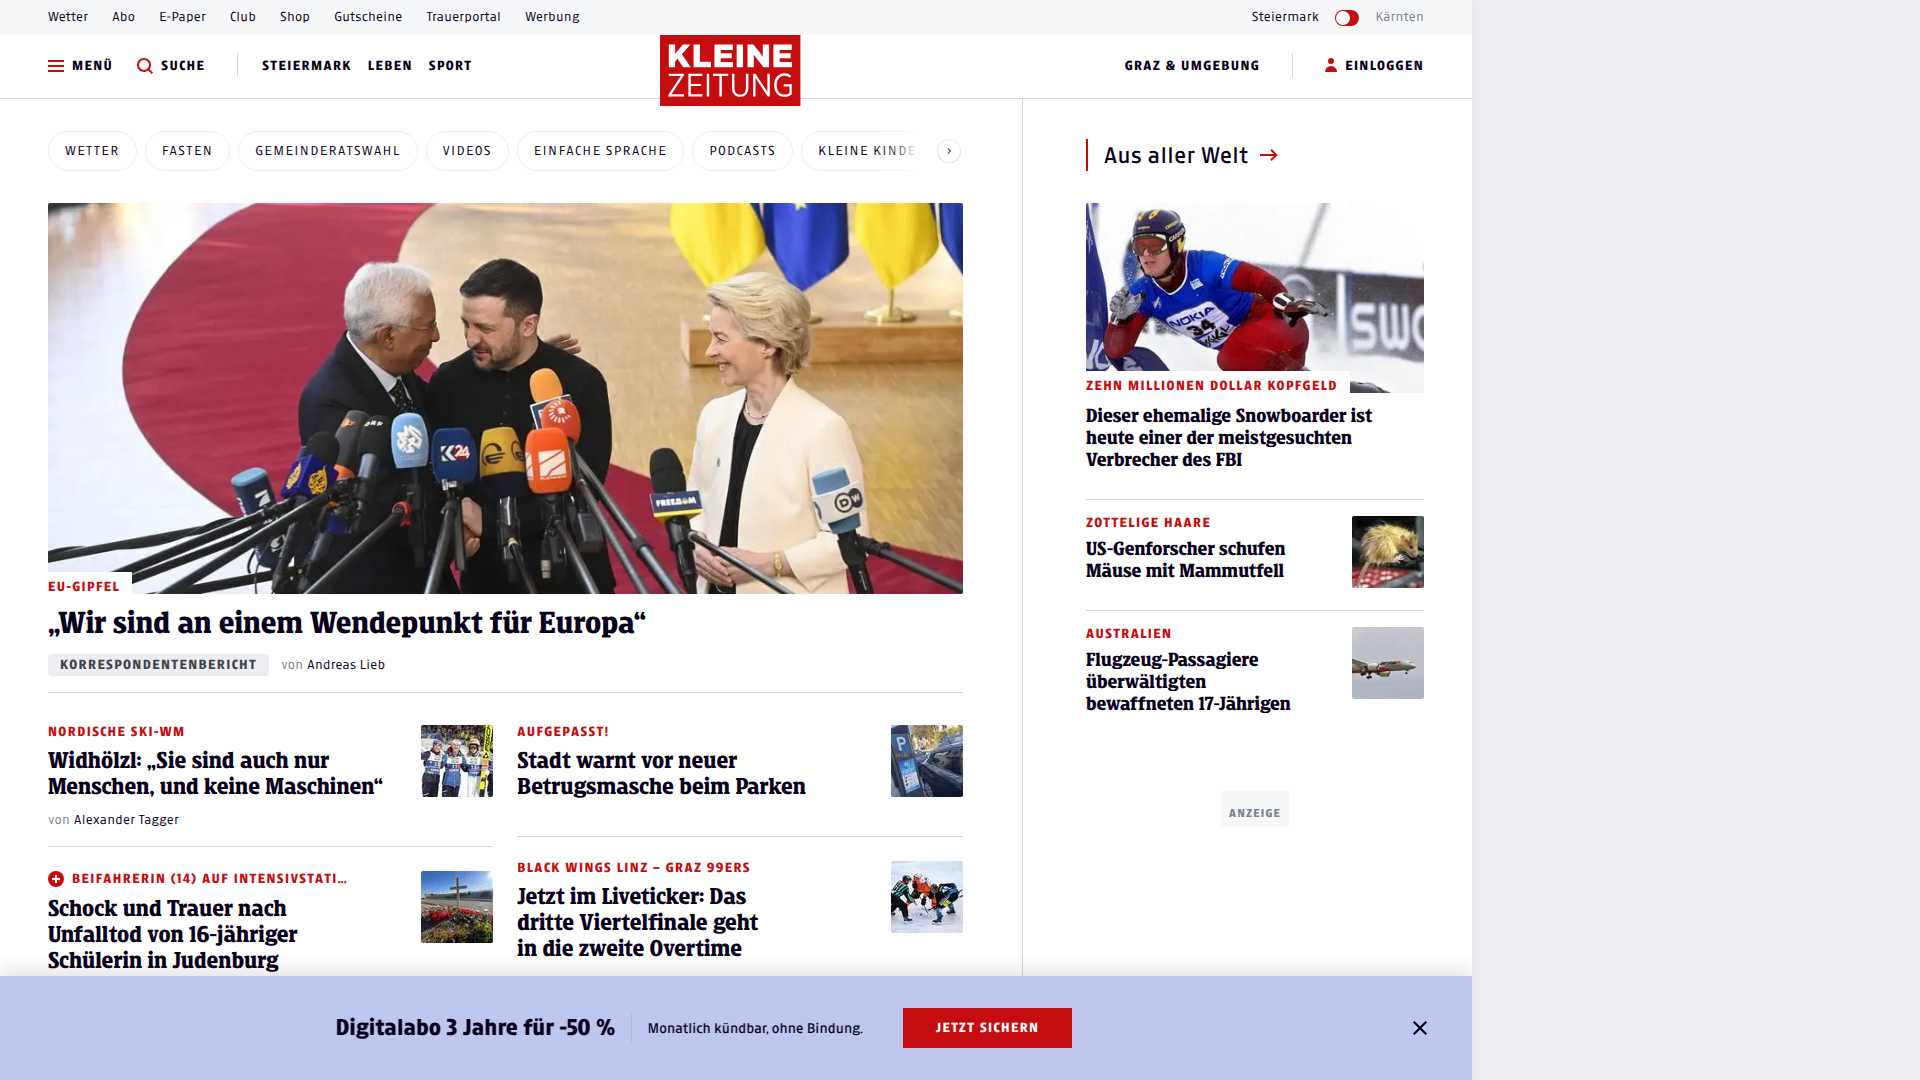 Wetter Abo E-Paper Club Shop Gutscheine Trauerportal Werbung
Steiermark Kärnten
MENÜ SUCHE STEIERMARK LEBEN SPORT
KLEINE
ZEITUNG
GRAZ & UMGEBUNG EINLOGGEN
WETTER FASTEN GEMEINDERATSWAHL VIDEOS EINFACHE SPRACHE PODCASTS KLEINE KINDE
K24
FREEDOM
DW
EU-GIPFEL
„Wir sind an einem Wendepunkt für Europa“
KORRESPONDENTENBERICHT von Andreas Lieb
NORDISCHE SKI-WM
Widhölzl: „Sie sind auch nur
Menschen, und keine Maschinen“
von Alexander Tagger
BEIFAHRERIN (14) AUF INTENSIVSTATI...
Schock und Trauer nach
Unfalltod von 16-jähriger
Schülerin in Judenburg
AUFGEPASST!
Stadt warnt vor neuer
Betrugsmasche beim Parken
P
BLACK WINGS LINZ – GRAZ 99ERS
Jetzt im Liveticker: Das
dritte Viertelfinale geht
in die zweite Overtime
Aus aller Welt
NOKIA
34
swo
ZEHN MILLIONEN DOLLAR KOPFGELD
Dieser ehemalige Snowboarder ist
heute einer der meistgesuchten
Verbrecher des FBI
ZOTTELIGE HAARE
US-Genforscher schufen
Mäuse mit Mammutfell
AUSTRALIEN
Flugzeug-Passagiere
überwältigten
bewaffneten 17-Jährigen
ANZEIGE
Digitalabo 3 Jahre für -50 %
Monatlich kündbar, ohne Bindung.
JETZT SICHERN